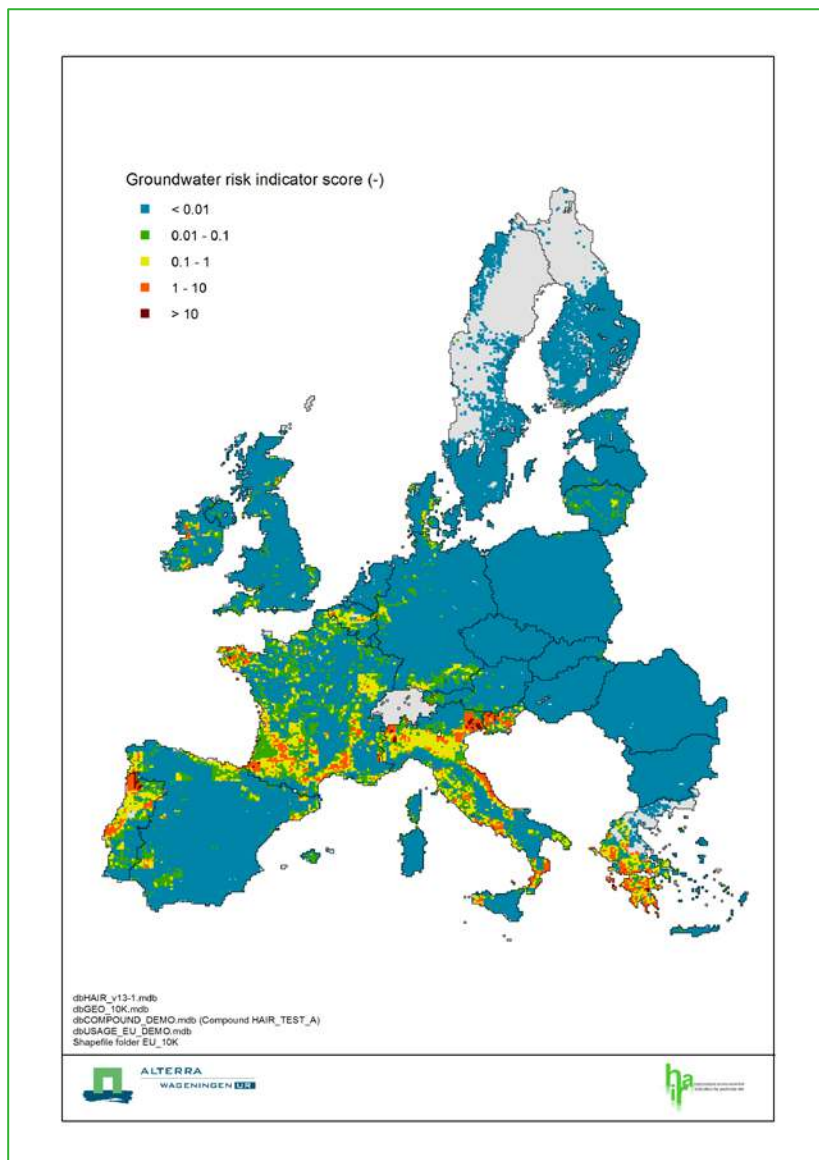 Groundwater risk indicator score (-)
< 0.01
0.01 - 0.1
0.1 - 1
1 - 10
> 10
dbHAIR_v13-1.mdb
dbGEO_10K.mdb
dbCOMPOUND_DEMO.mdb (Compound HAIR_TEST_A)
dbUSAGE_EU_DEMO.mdb
Shapefile folder EU_10K
ALTERRA
WAGENINGEN UR
hair